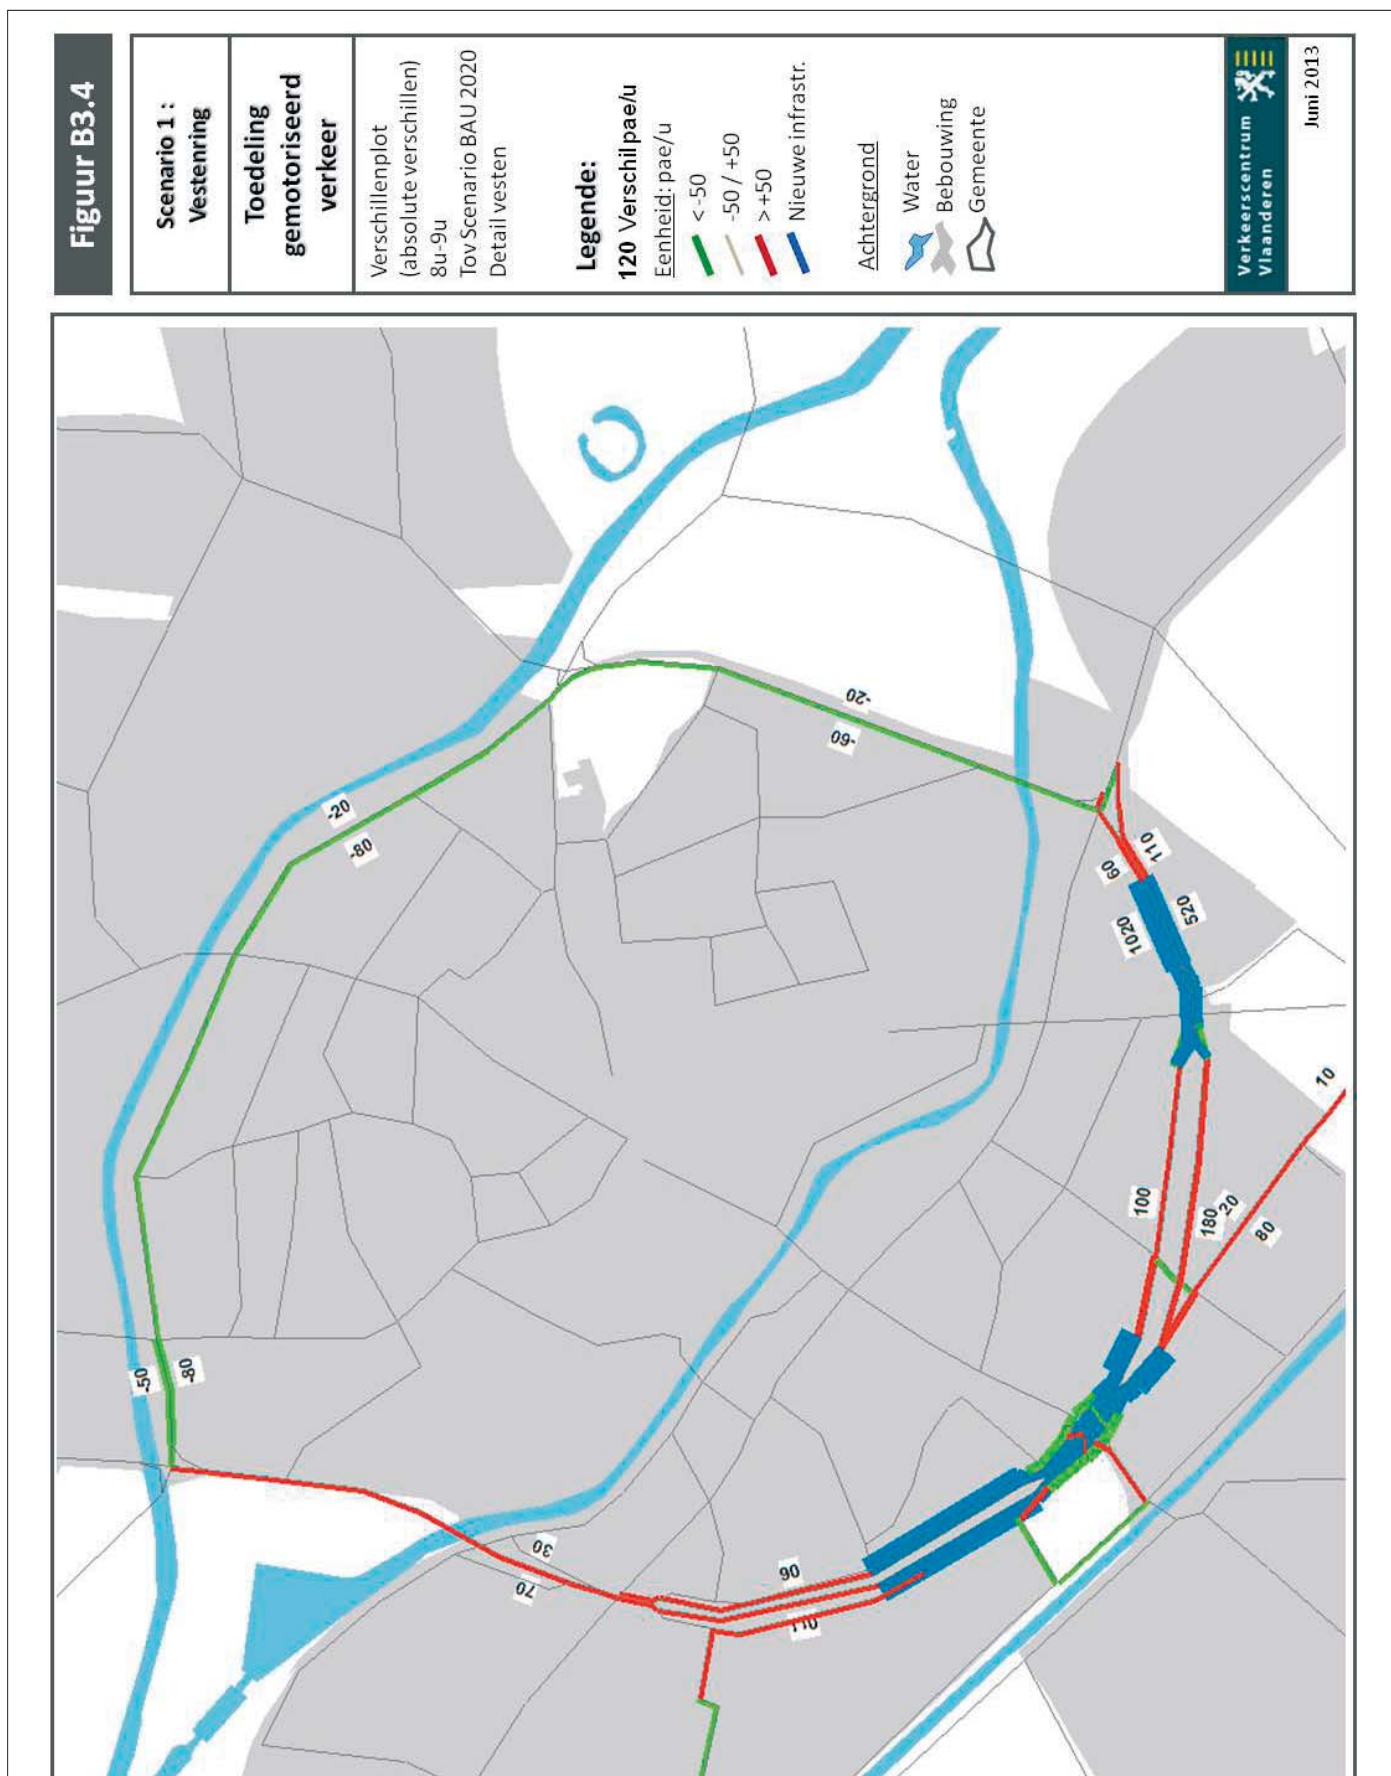 Figuur B3.4
Scenario 1 :
Vestenring
Toedeling
gemotoriseerd
verkeer
Verschillenplot
(absolute verschillen)
8u-9u
Tov Scenario BAU 2020
Detail vesten
Legende:
120 Verschil pae/u
Eenheid: pae/u
< -50
-50 / +50
> +50
Nieuwe infrastr.
Achtergrond
Water
Bebouwing
Gemeente
Verkeerscentrum
Vlaanderen
Juni 2013
-20
-80
-20
-60
-50
-80
60
110
1020
520
10
100
180
20
80
30
70
90
110